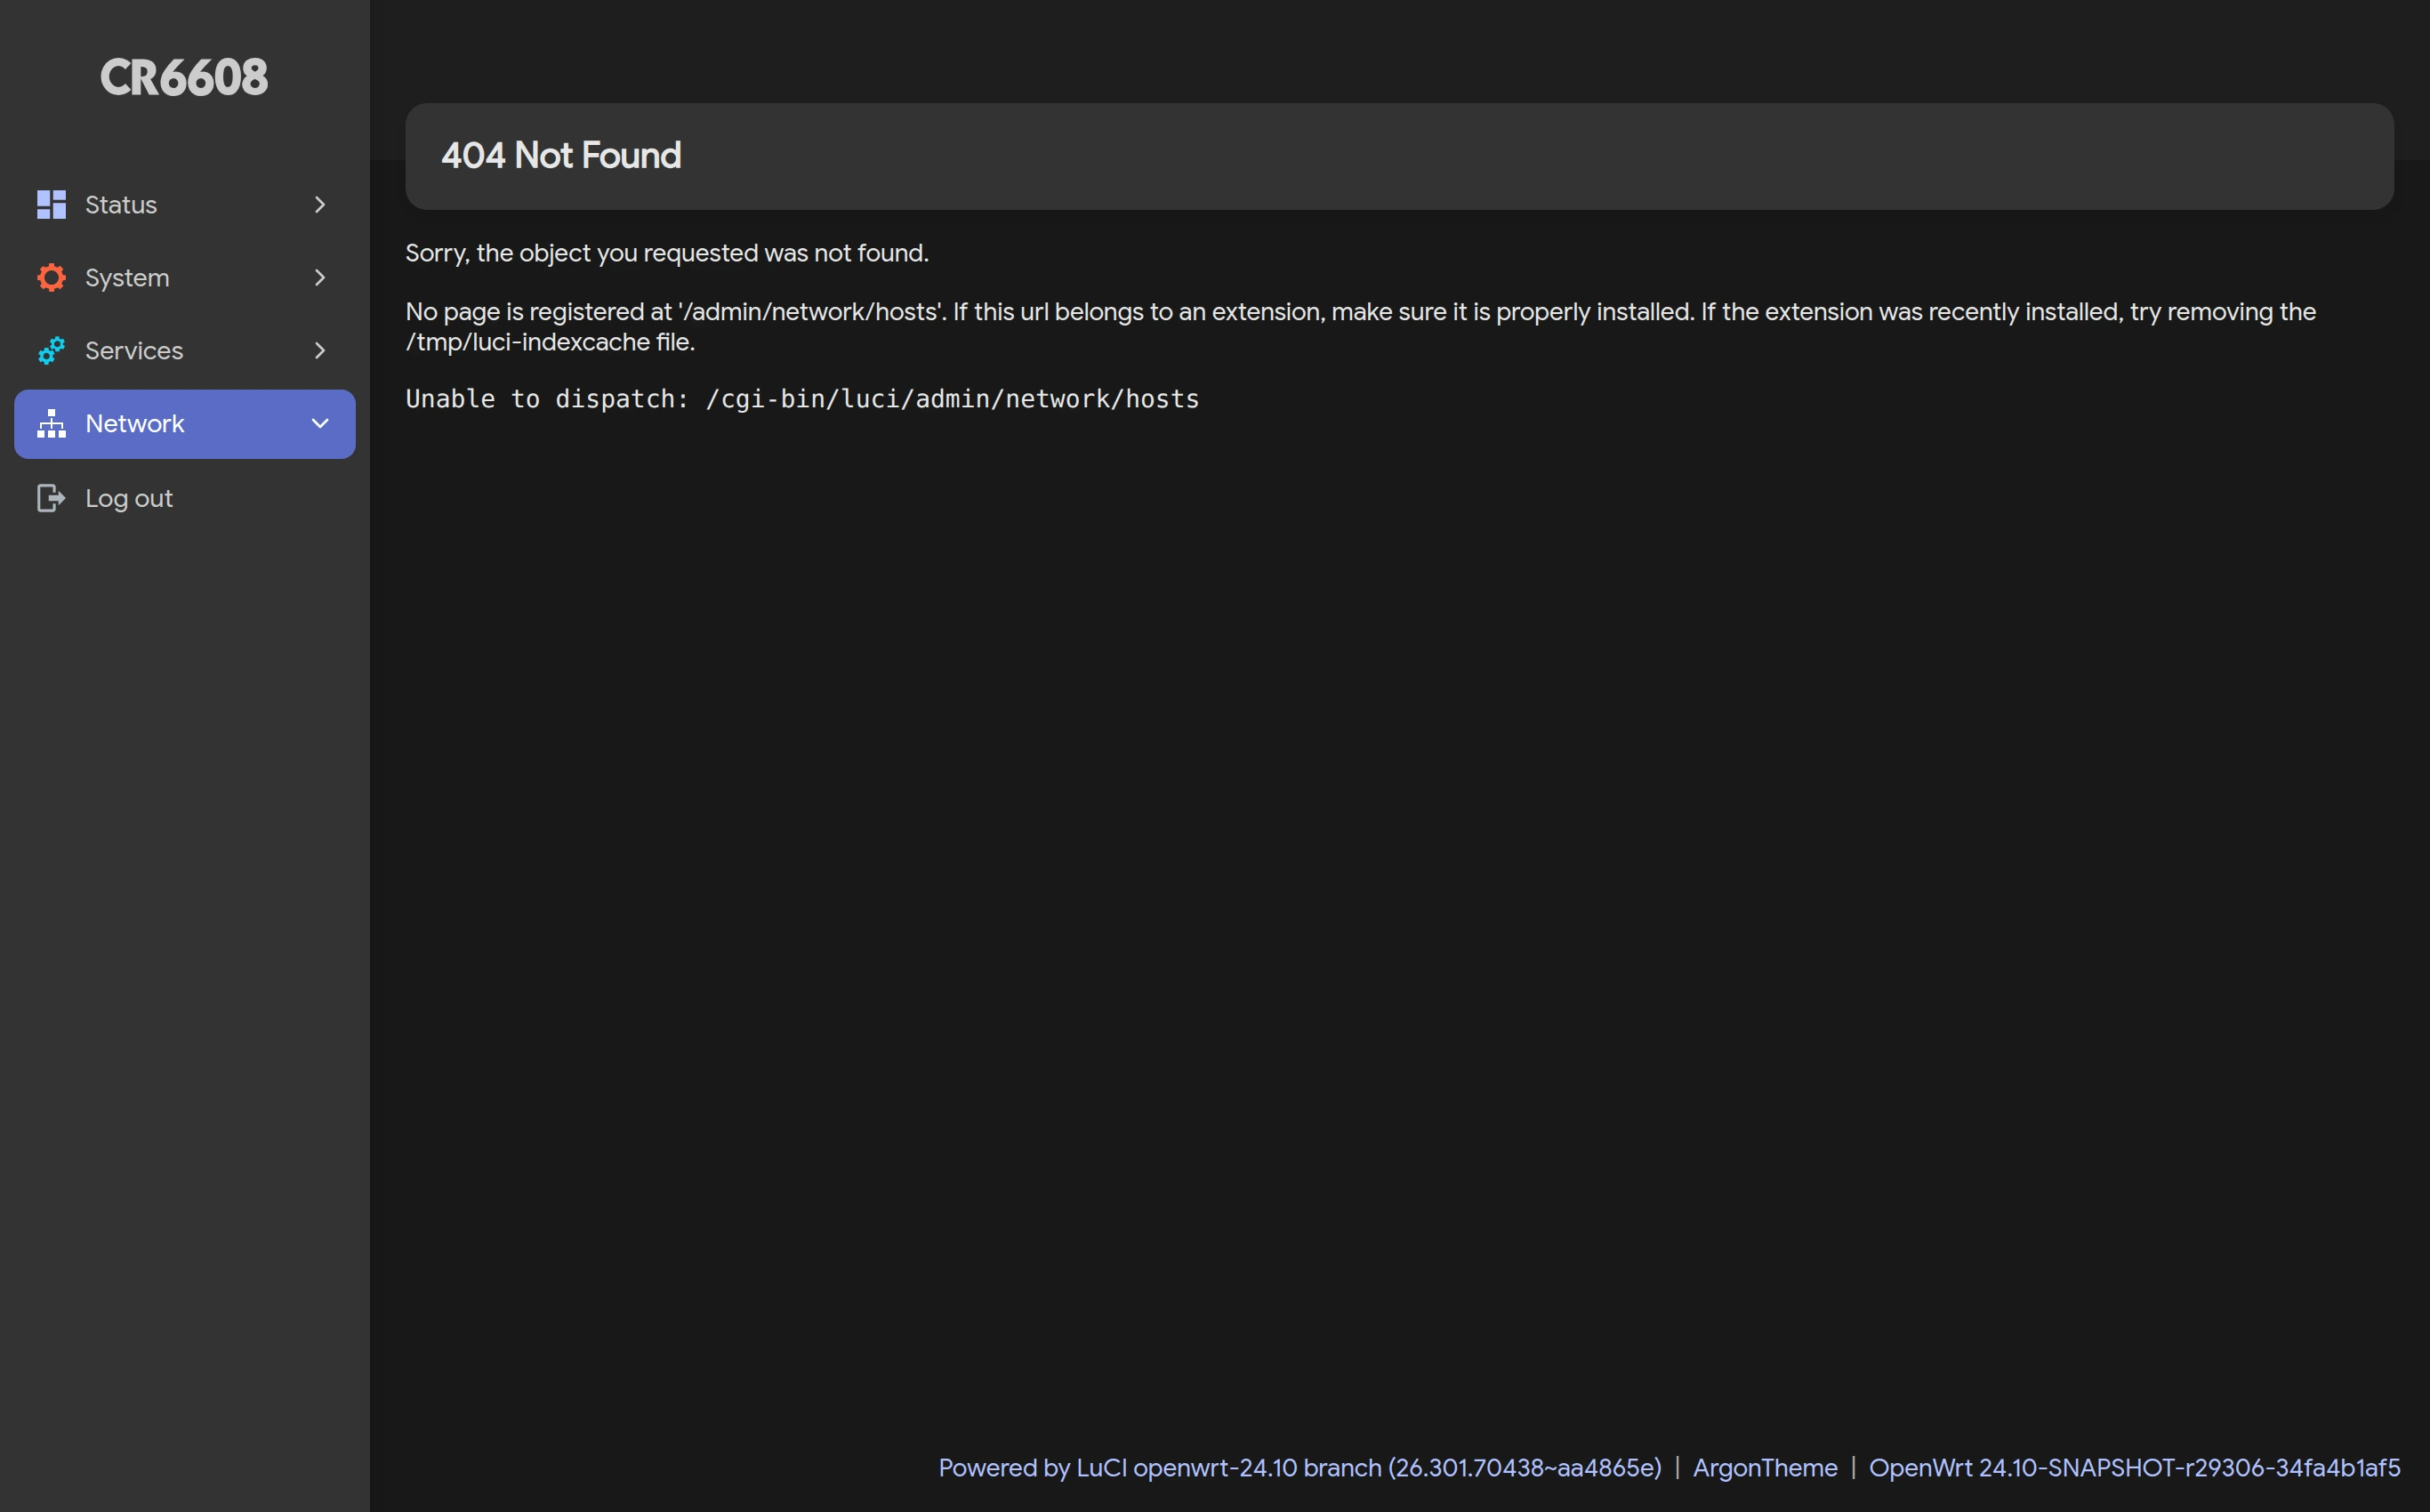 CR6608
Status
System
Services
Network
Log out
404 Not Found
Sorry, the object you requested was not found.
No page is registered at '/admin/network/hosts'. If this url belongs to an extension, make sure it is properly installed. If the extension was recently installed, try removing the
/tmp/luci-indexcache file.
Unable to dispatch: /cgi-bin/luci/admin/network/hosts
Powered by LuCI openwrt-24.10 branch (26.301.70438~aa4865e) | ArgonTheme | OpenWrt 24.10-SNAPSHOT-r29306-34fa4b1af5